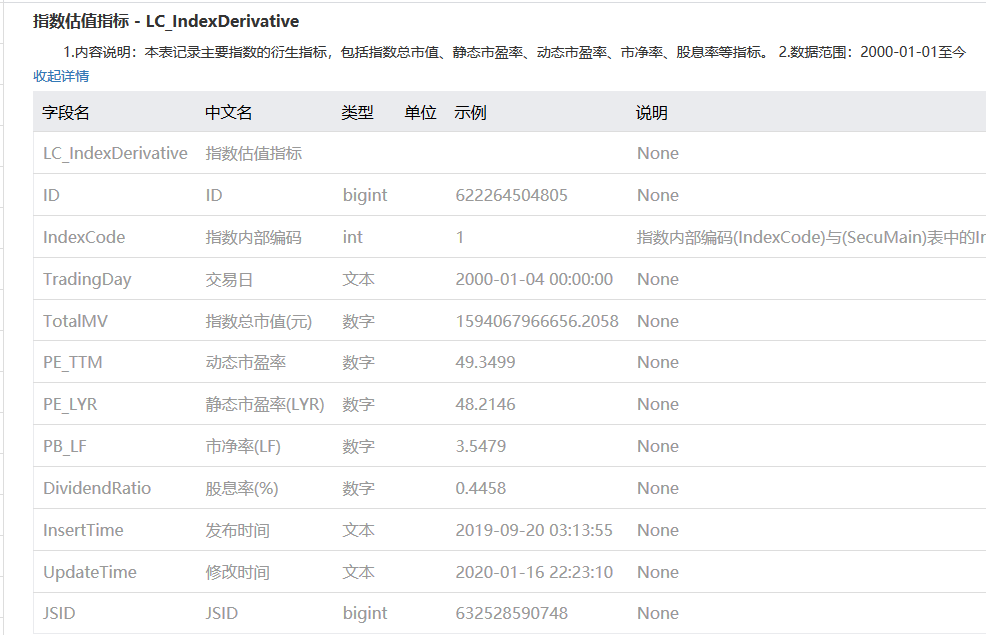 指数估值指标 - LC_IndexDerivative
1.内容说明：本表记录主要指数的衍生指标，包括指数总市值、静态市盈率、动态市盈率、市净率、股息率等指标。 2.数据范围：2000-01-01至今
收起详情
字段名 中文名 类型 单位 示例 说明
LC_IndexDerivative 指数估值指标 None
ID ID bigint 622264504805 None
IndexCode 指数内部编码 int 1 指数内部编码(IndexCode)与(SecuMain)表中的In
TradingDay 交易日 文本 2000-01-04 00:00:00 None
TotalMV 指数总市值(元) 数字 1594067966656.2058 None
PE_TTM 动态市盈率 数字 49.3499 None
PE_LYR 静态市盈率(LYR) 数字 48.2146 None
PB_LF 市净率(LF) 数字 3.5479 None
DividendRatio 股息率(%) 数字 0.4458 None
InsertTime 发布时间 文本 2019-09-20 03:13:55 None
UpdateTime 修改时间 文本 2020-01-16 22:23:10 None
JSID JSID bigint 632528590748 None